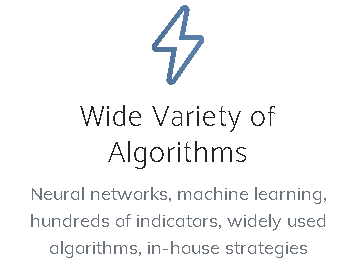 Wide Variety of
Algorithms
Neural networks, machine learning,
hundreds of indicators, widely used
algorithms, in-house strategies